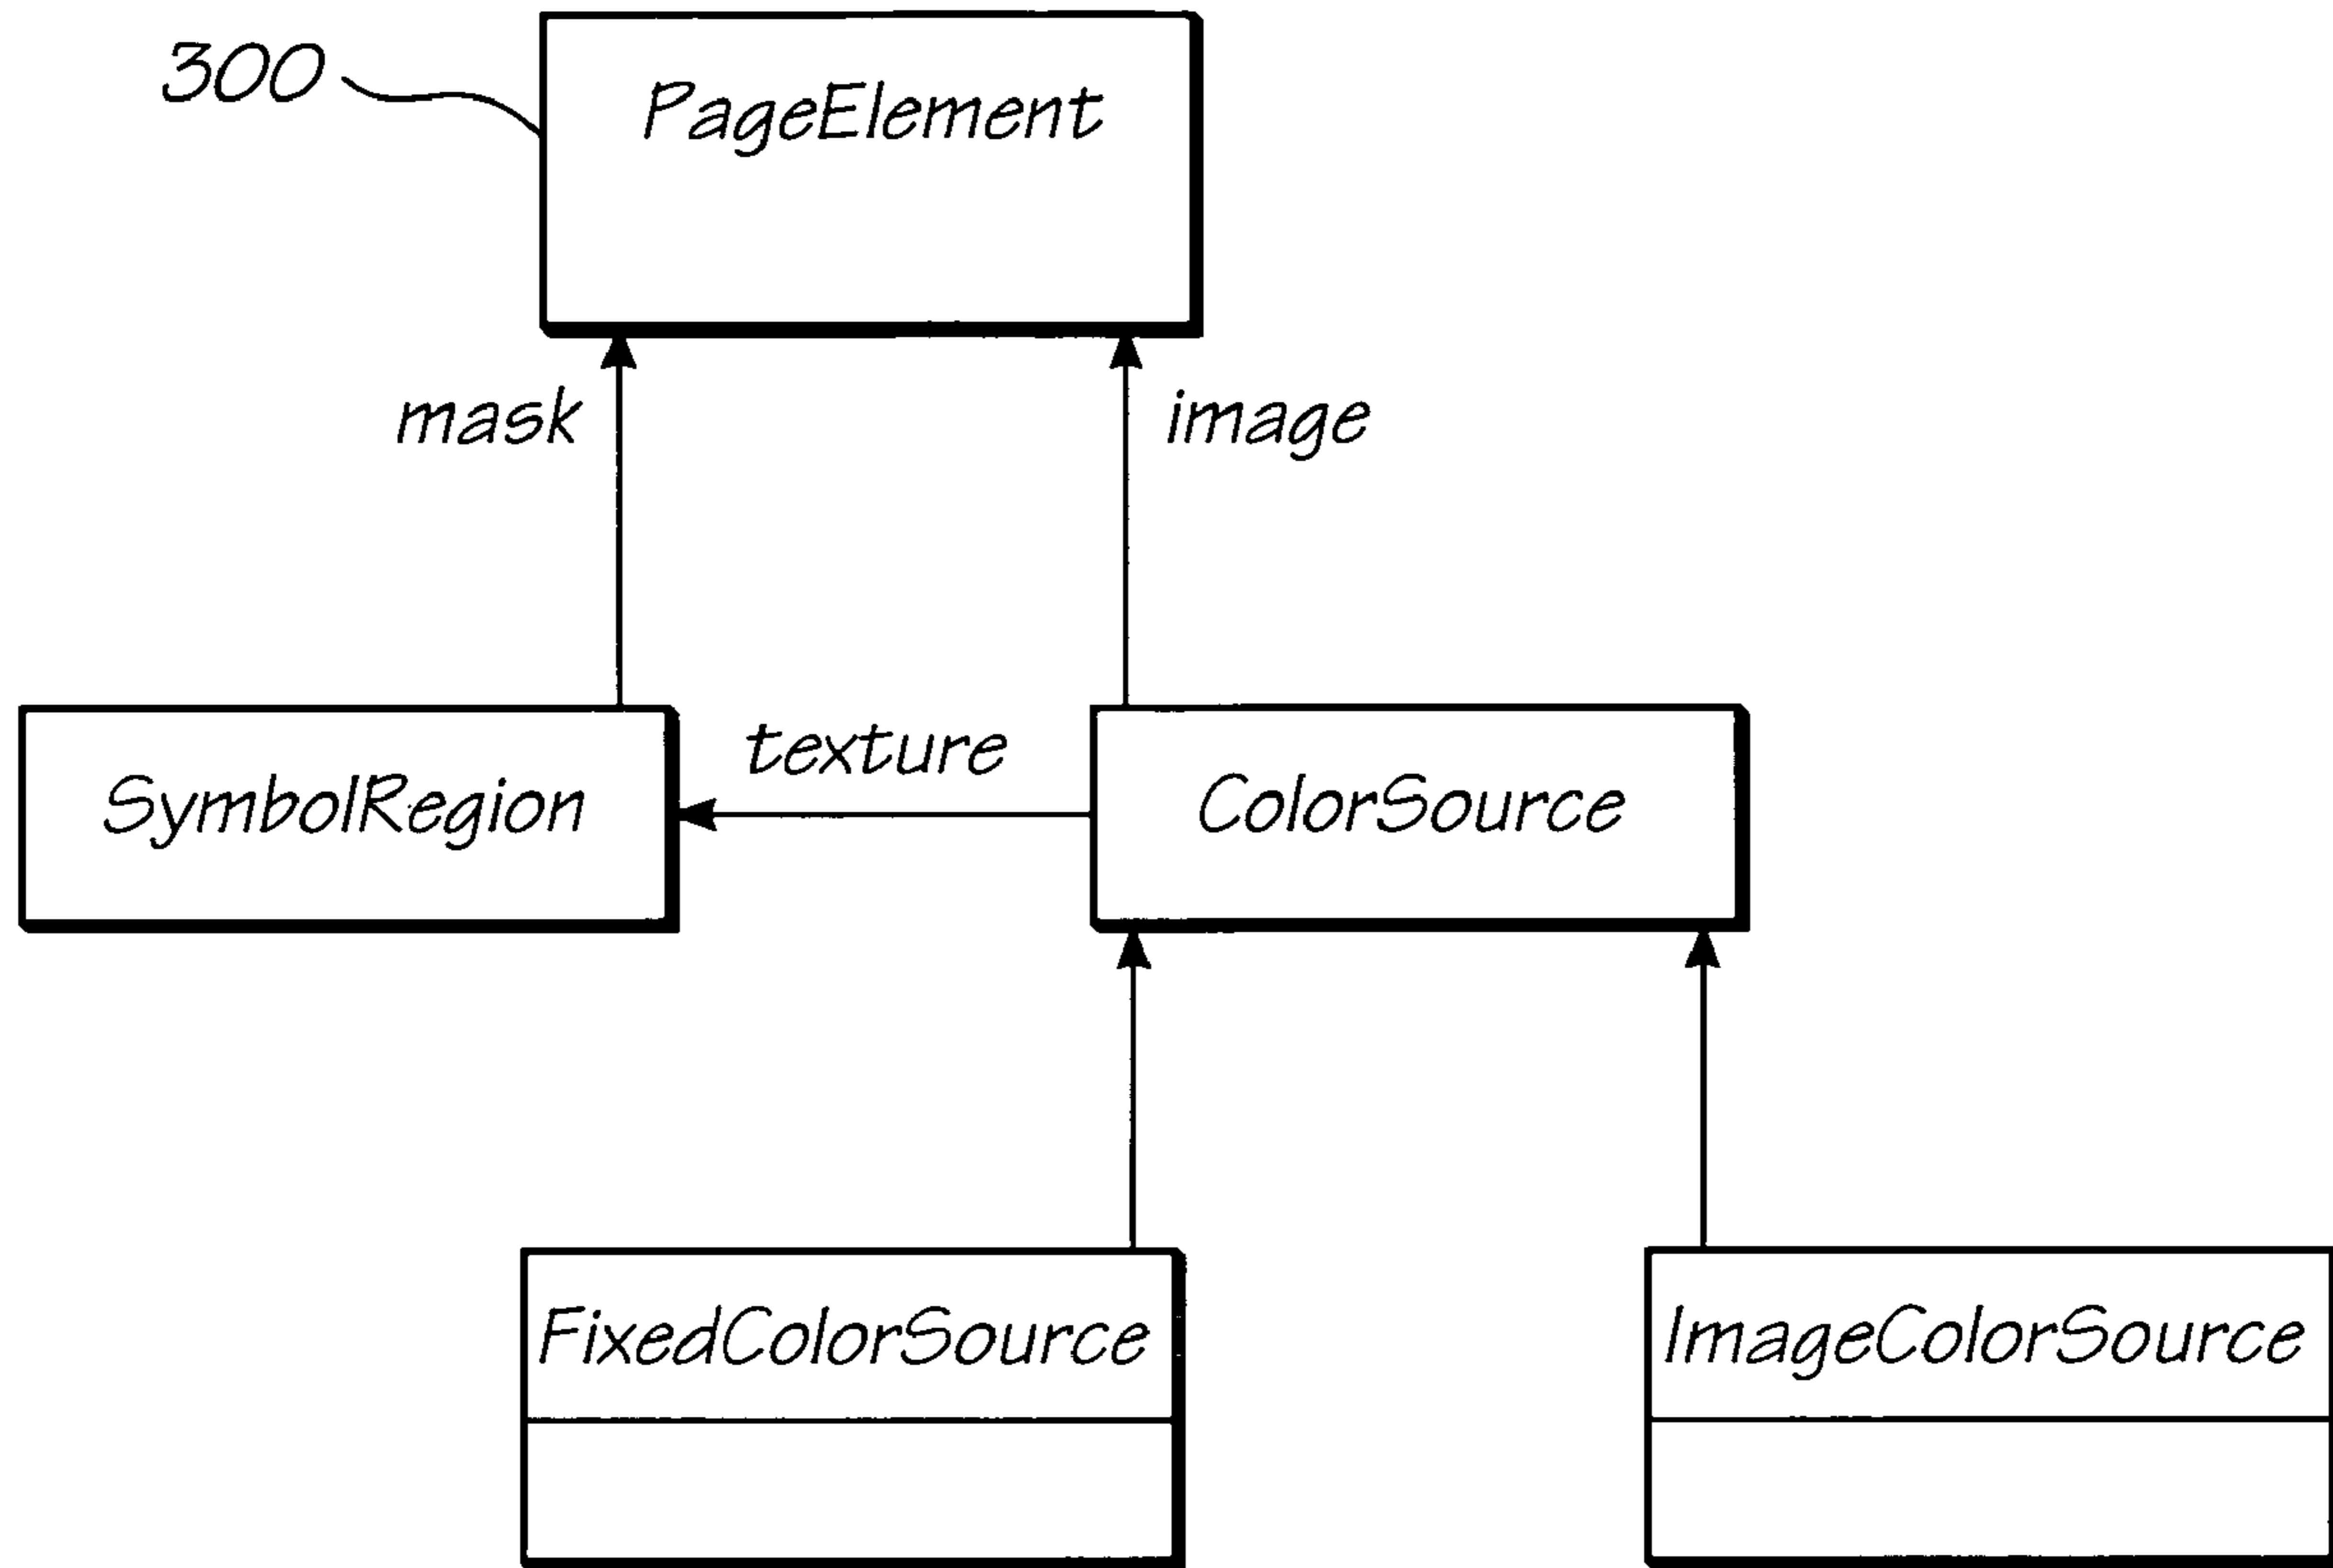 300
PageElement
mask
image
texture
SymbolRegion
ColorSource
FixedColorSource
ImageColorSource